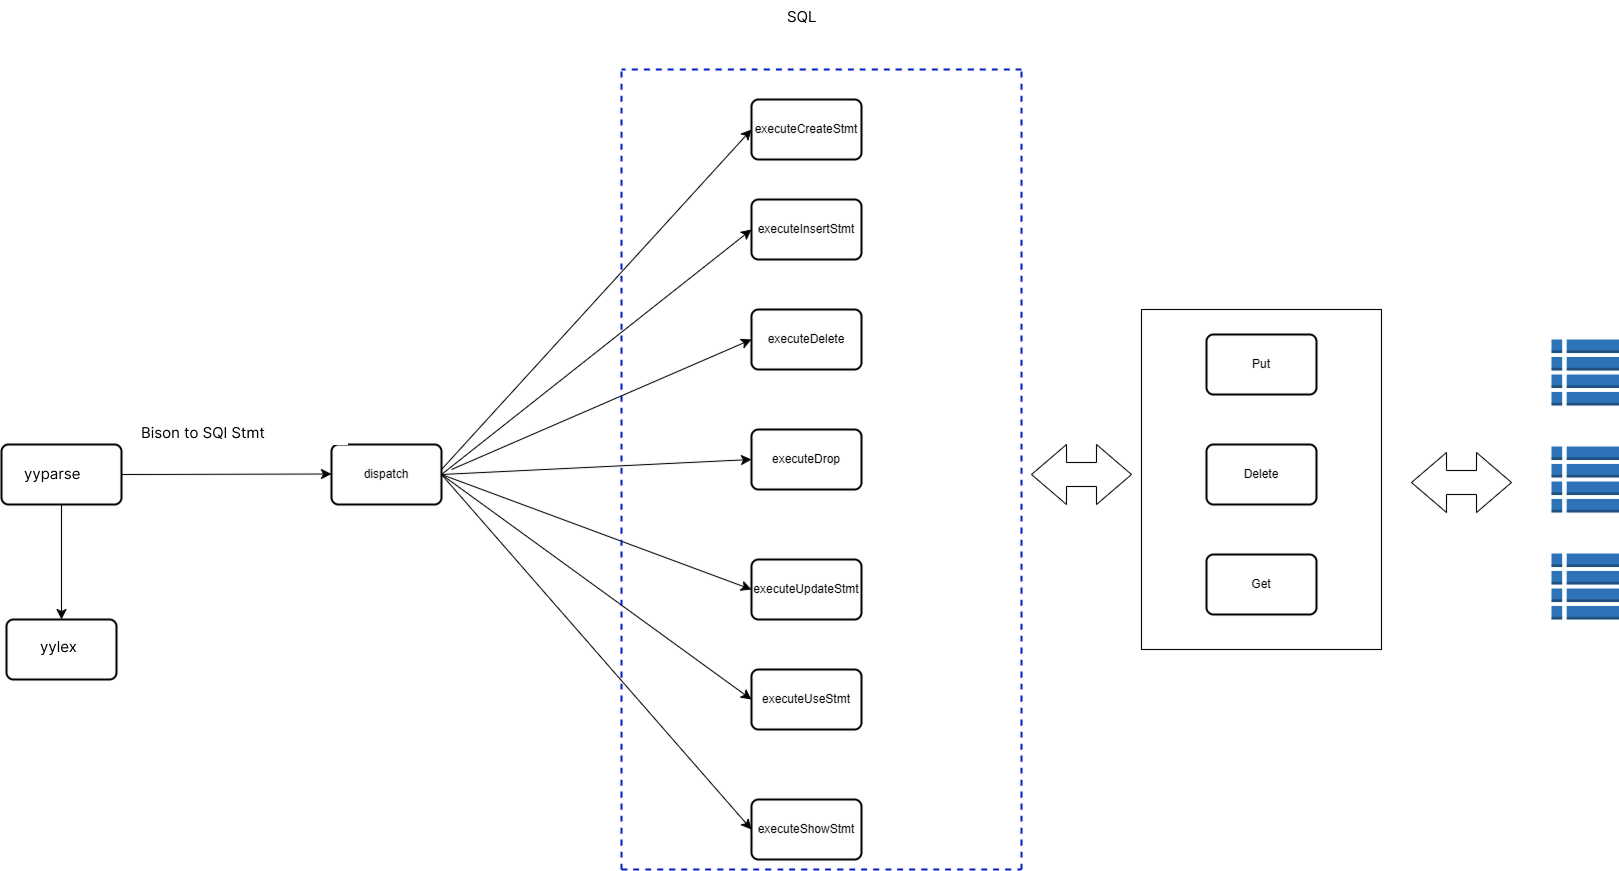 SQL
executeCreateStmt
executeInsertStmt
executeDelete
executeDrop
executeUpdateStmt
executeUseStmt
executeShowStmt
Bison to SQl Stmt
yyparse
dispatch
yylex
Put
Delete
Get